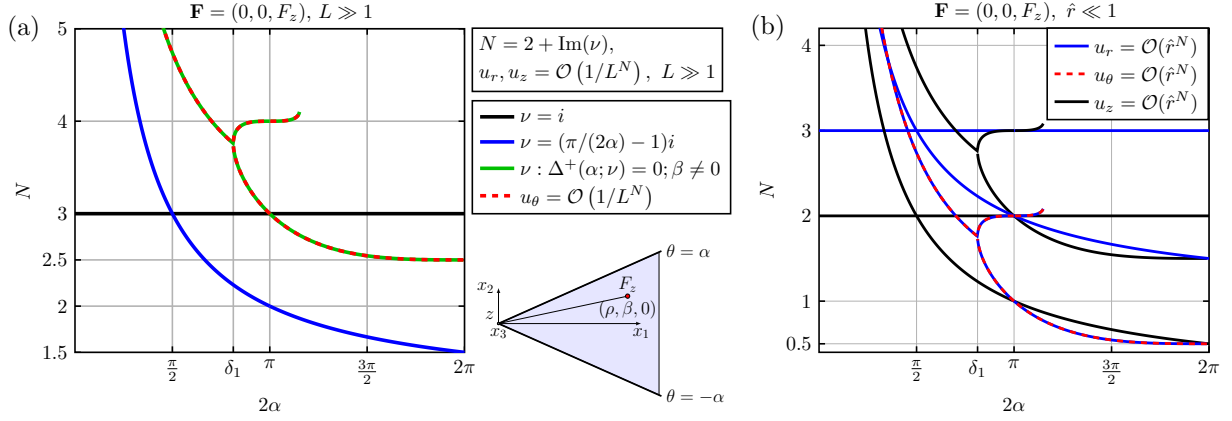 (a)
F = (0, 0, F_z), L ≫ 1
N
5
4
3
2.5
2
1.5
π/2
δ_1
π
3π/2
2π
2α
N = 2 + Im(ν),
u_r, u_z = 𝒪(1/L^N), L ≫ 1
ν = i
ν = (π/(2α) − 1)i
ν : Δ^+(α; ν) = 0; β ≠ 0
u_θ = 𝒪(1/L^N)
θ = α
F_z
(ρ, β, 0)
x_2
z
x_3
x_1
θ = −α
(b)
F = (0, 0, F_z), r̂ ≪ 1
N
4
3
2
1
0.5
π/2
δ_1
π
3π/2
2π
2α
u_r = 𝒪(r̂^N)
u_θ = 𝒪(r̂^N)
u_z = 𝒪(r̂^N)